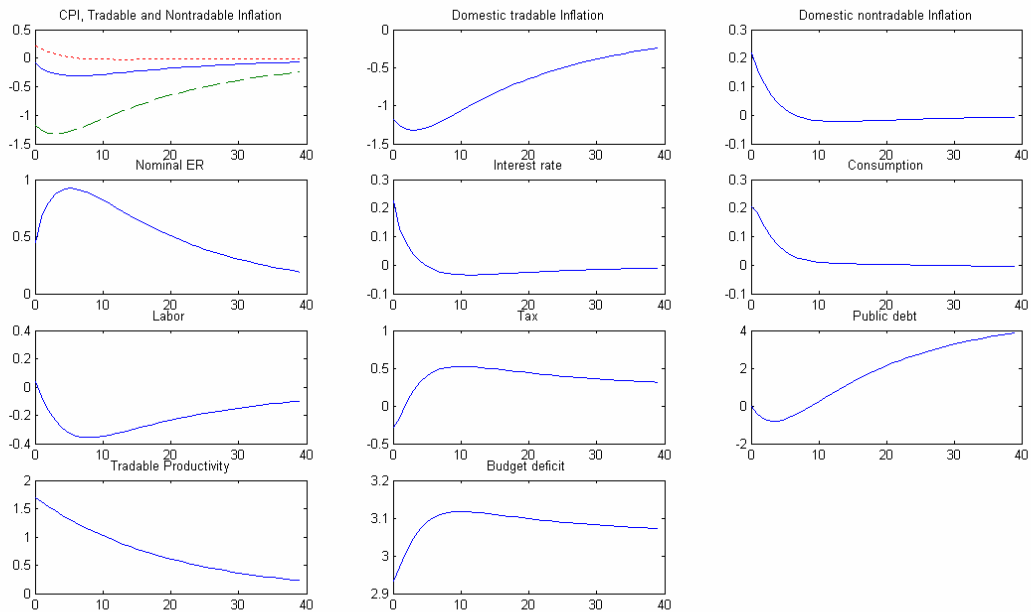 CPI, Tradable and Nontradable Inflation
0.5
0
-0.5
-1
-1.5
0 10 20 30 40
Domestic tradable Inflation
0
-0.5
-1
-1.5
0 10 20 30 40
Domestic nontradable Inflation
0.3
0.2
0.1
0
-0.1
0 10 20 30 40
Nominal ER
1
0.5
0
0 10 20 30 40
Interest rate
0.3
0.2
0.1
0
-0.1
0 10 20 30 40
Consumption
0.3
0.2
0.1
0
-0.1
0 10 20 30 40
Labor
0.4
0.2
0
-0.2
-0.4
0 10 20 30 40
Tax
1
0.5
0
-0.5
0 10 20 30 40
Public debt
4
2
0
-2
0 10 20 30 40
Tradable Productivity
2
1.5
1
0.5
0
0 10 20 30 40
Budget deficit
3.2
3.1
3
2.9
0 10 20 30 40